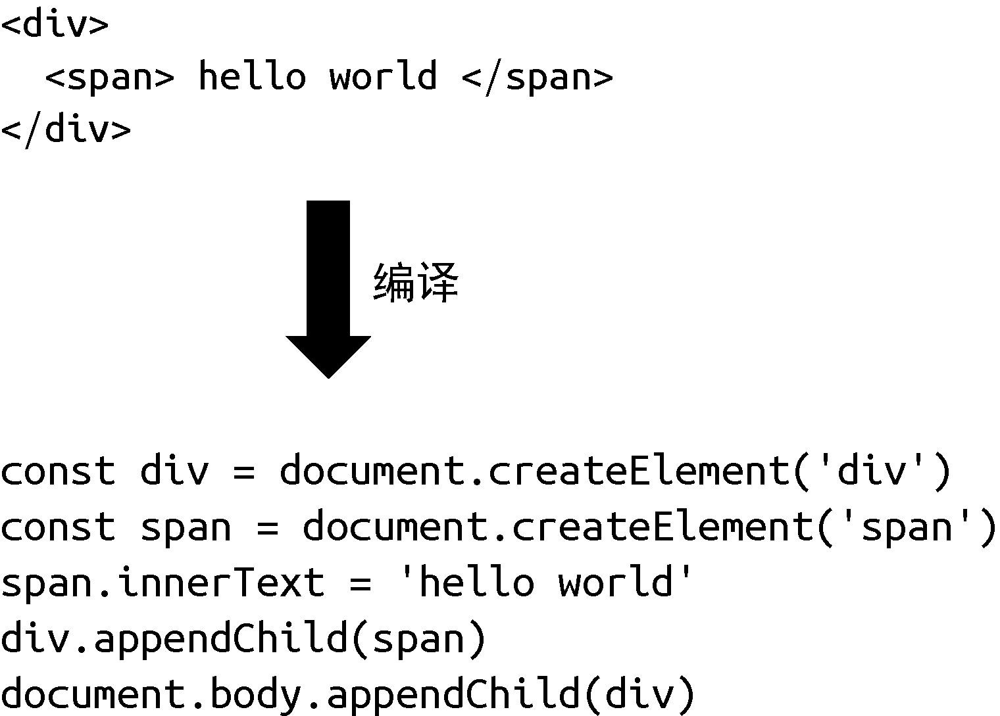 <div>
  <span> hello world </span>
</div>
编译
const div = document.createElement('div')
const span = document.createElement('span')
span.innerText = 'hello world'
div.appendChild(span)
document.body.appendChild(div)